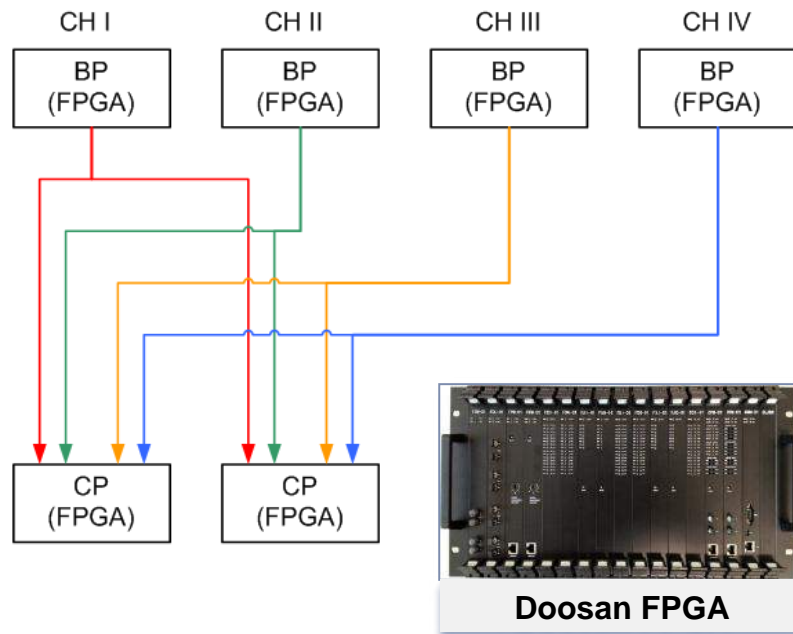 CH I
CH II
CH III
CH IV
BP
(FPGA)
BP
(FPGA)
BP
(FPGA)
BP
(FPGA)
CP
(FPGA)
CP
(FPGA)
Doosan FPGA